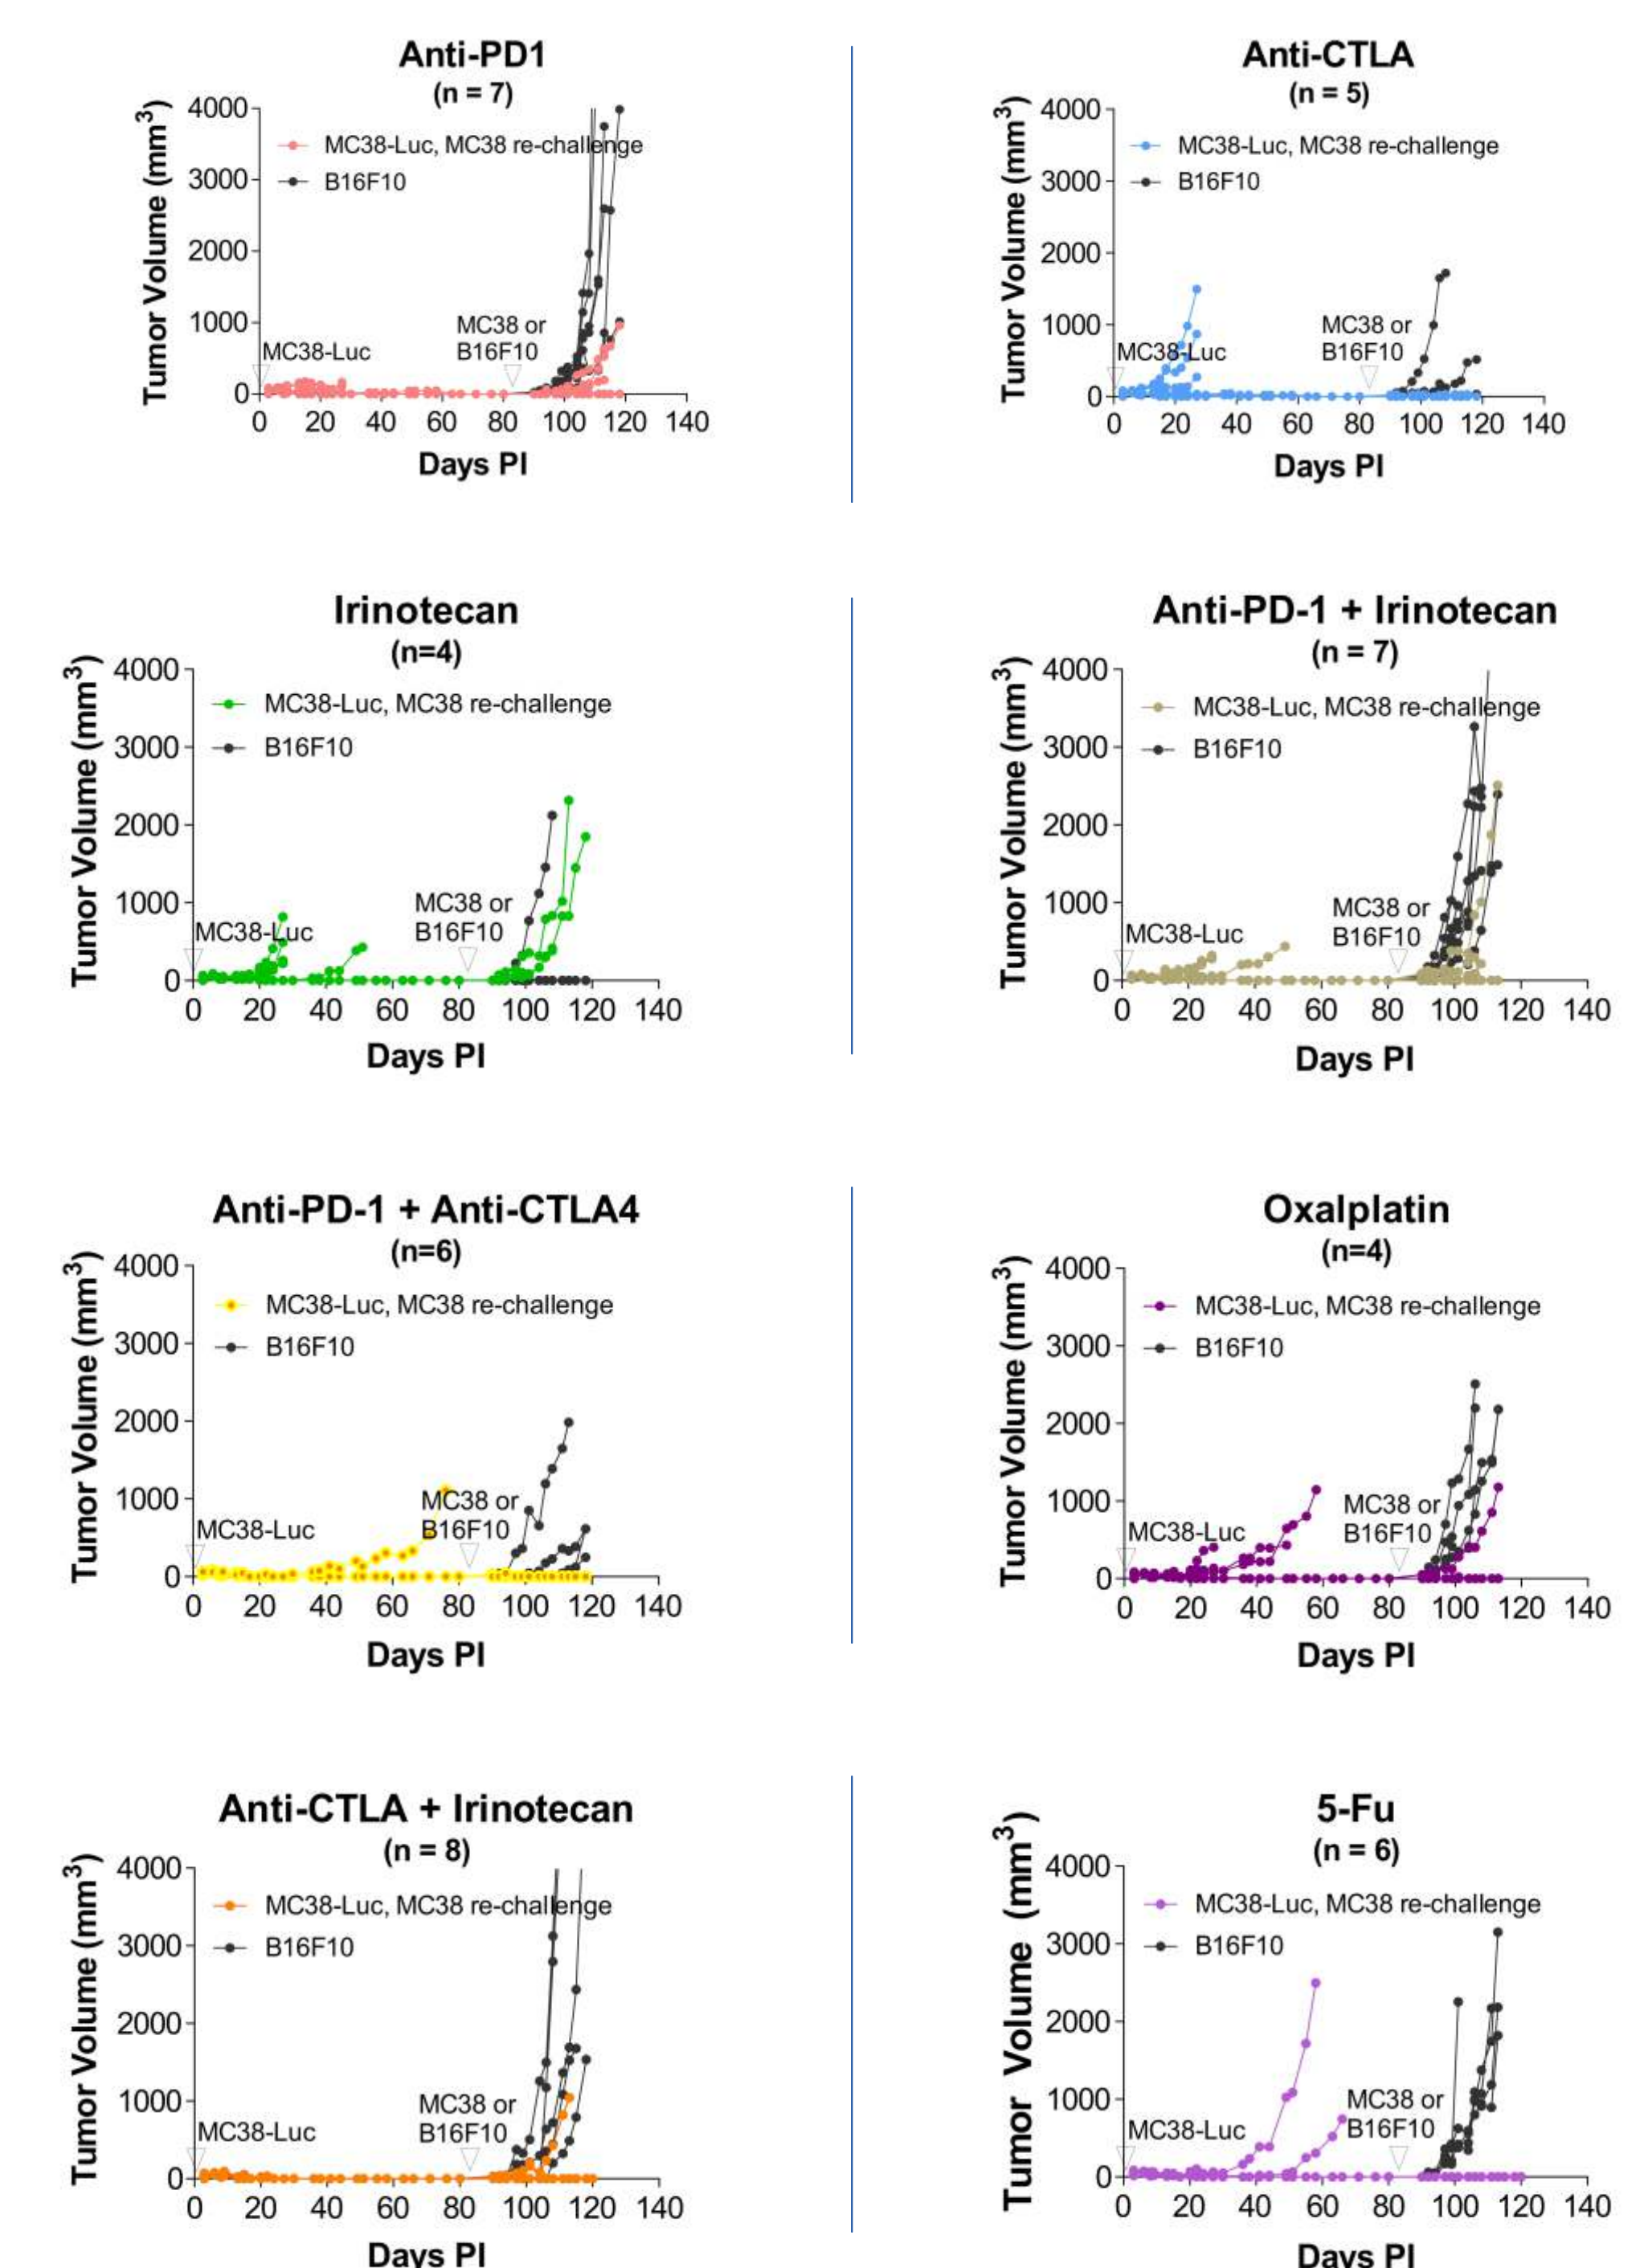 Anti-PD1
(n = 7)
Tumor Volume (mm³)
4000
3000
2000
1000
0
MC38-Luc, MC38 re-challenge
B16F10
MC38-Luc
MC38 or
B16F10
0 20 40 60 80 100 120 140
Days PI
Anti-CTLA
(n = 5)
Tumor Volume (mm³)
4000
3000
2000
1000
0
MC38-Luc, MC38 re-challenge
B16F10
MC38-Luc
MC38 or
B16F10
0 20 40 60 80 100 120 140
Days PI
Irinotecan
(n=4)
Tumor Volume (mm³)
4000
3000
2000
1000
0
MC38-Luc, MC38 re-challenge
B16F10
MC38-Luc
MC38 or
B16F10
0 20 40 60 80 100 120 140
Days PI
Anti-PD-1 + Irinotecan
(n = 7)
Tumor Volume (mm³)
4000
3000
2000
1000
0
MC38-Luc, MC38 re-challenge
B16F10
MC38-Luc
MC38 or
B16F10
0 20 40 60 80 100 120 140
Days PI
Anti-PD-1 + Anti-CTLA4
(n=6)
Tumor Volume (mm³)
4000
3000
2000
1000
0
MC38-Luc, MC38 re-challenge
B16F10
MC38-Luc
MC38 or
B16F10
0 20 40 60 80 100 120 140
Days PI
Oxalplatin
(n=4)
Tumor Volume (mm³)
4000
3000
2000
1000
0
MC38-Luc, MC38 re-challenge
B16F10
MC38-Luc
MC38 or
B16F10
0 20 40 60 80 100 120 140
Days PI
Anti-CTLA + Irinotecan
(n = 8)
Tumor Volume (mm³)
4000
3000
2000
1000
0
MC38-Luc, MC38 re-challenge
B16F10
MC38-Luc
MC38 or
B16F10
0 20 40 60 80 100 120 140
Days PI
5-Fu
(n = 6)
Tumor Volume (mm³)
4000
3000
2000
1000
0
MC38-Luc, MC38 re-challenge
B16F10
MC38-Luc
MC38 or
B16F10
0 20 40 60 80 100 120 140
Days PI